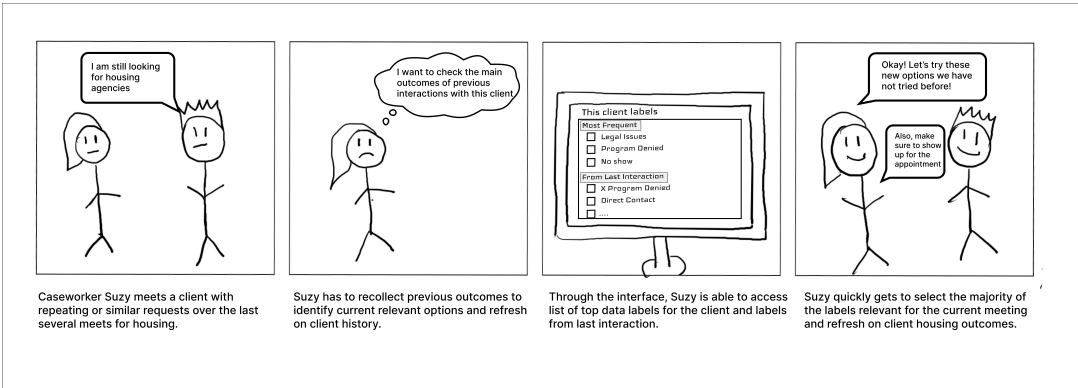 I am still looking
for housing
agencies
Caseworker Suzy meets a client with
repeating or similar requests over the last
several meets for housing.
I want to check the main
outcomes of previous
interactions with this client
Suzy has to recollect previous outcomes to
identify current relevant options and refresh
on client history.
This client labels
Most Frequent
Legal Issues
Program Denied
No show
From Last Interaction
X Program Denied
Direct Contact
....
Through the interface, Suzy is able to access
list of top data labels for the client and labels
from last interaction.
Okay! Let's try these
new options we have
not tried before!
Also, make
sure to show
up for the
appointment
Suzy quickly gets to select the majority of
the labels relevant for the current meeting
and refresh on client housing outcomes.